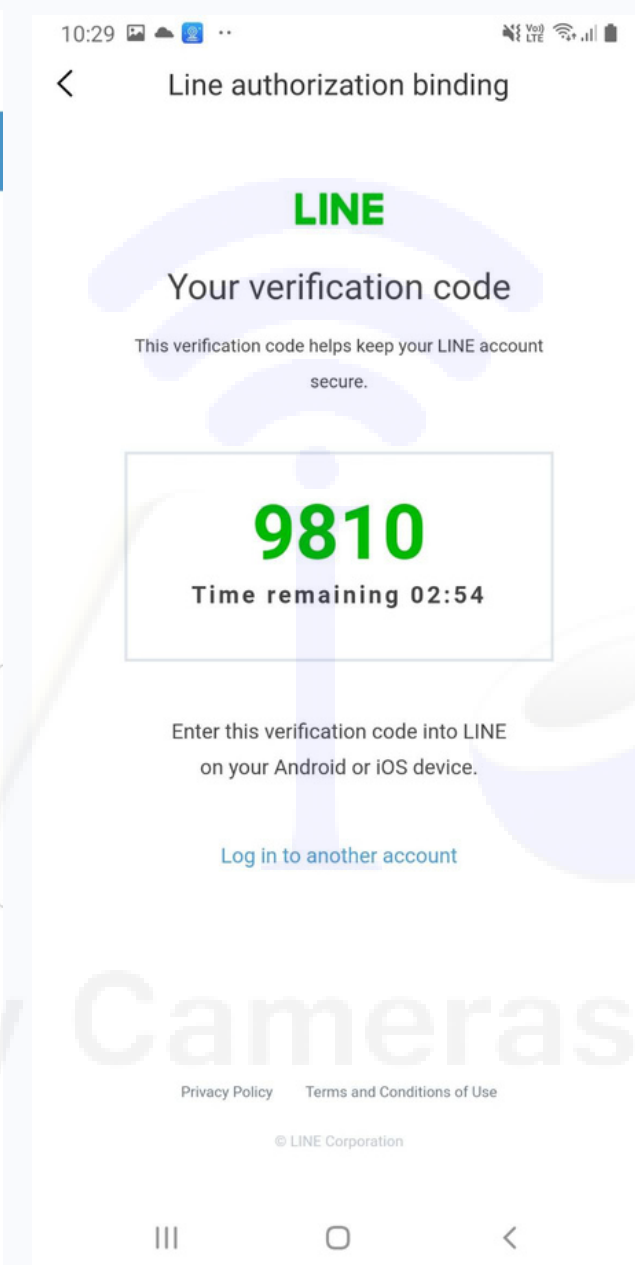 10:29
Vo))
LTE
Line authorization binding
LINE
Your verification code
This verification code helps keep your LINE account
secure.
9810
Time remaining 02:54
Enter this verification code into LINE
on your Android or iOS device.
Log in to another account
y Cameras
Privacy Policy Terms and Conditions of Use
© LINE Corporation